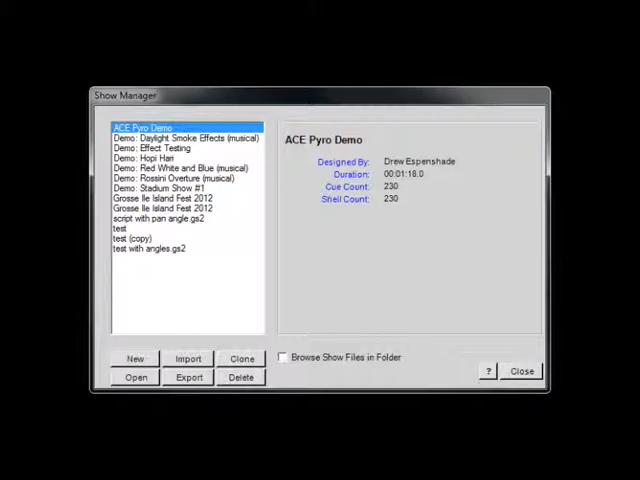 Show Manager
ACE Pyro Demo
Demo: Daylight Smoke Effects (musical)
Demo: Effect Testing
Demo: Hopi Hari
Demo: Red White and Blue (musical)
Demo: Rossini Overture (musical)
Demo: Stadium Show #1
Grosse Ile Island Fest 2012
Grosse Ile Island Fest 2012
script with pan angle.gs2
test
test (copy)
test with angles.gs2
ACE Pyro Demo
Designed By: Drew Espenshade
Duration: 00:01:18.0
Cue Count: 230
Shell Count: 230
New Import Clone
Browse Show Files in Folder
Open Export Delete
? Close